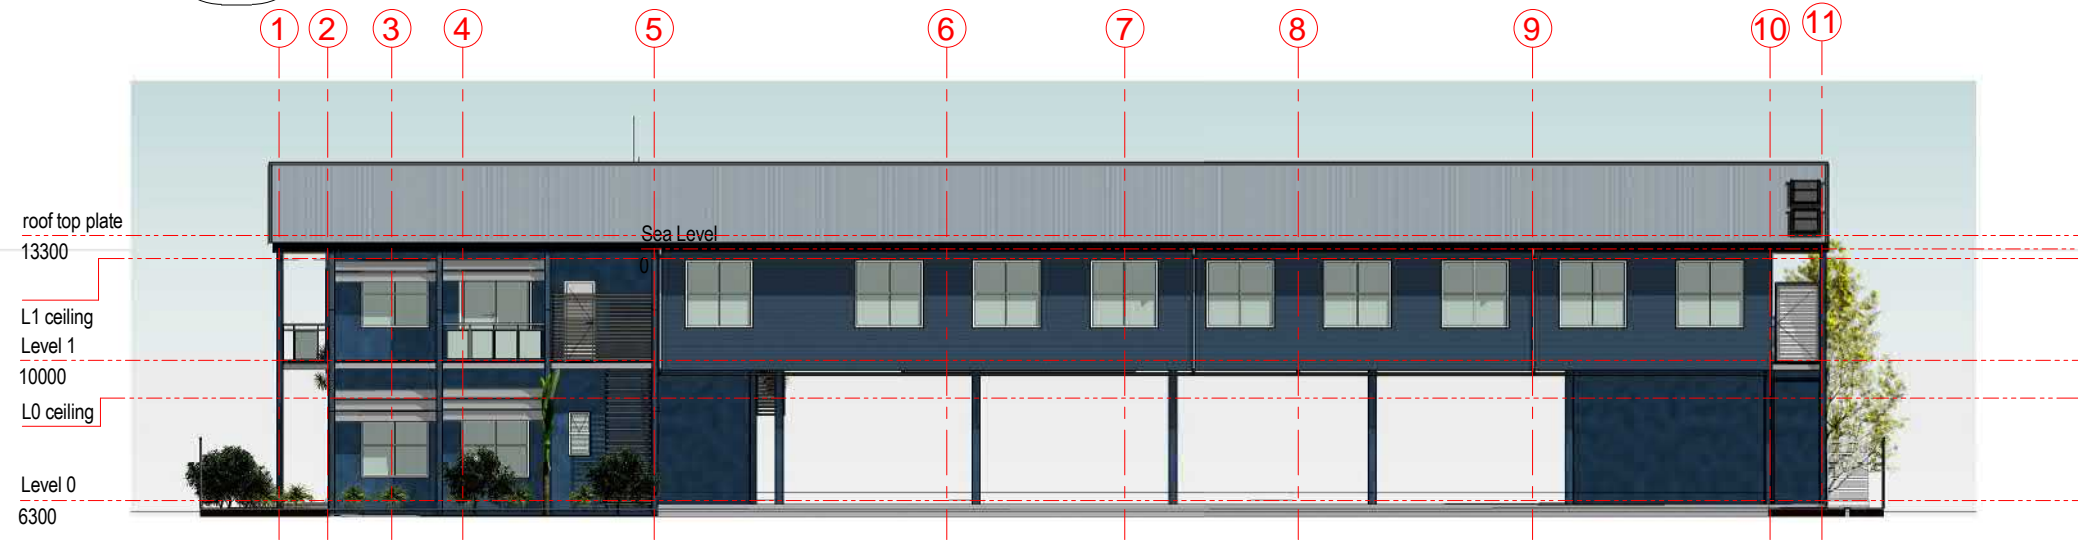 1 2 3 4 5 6 7 8 9 10 11
roof top plate
Sea Level
13300
0
L1 ceiling
Level 1
10000
L0 ceiling
Level 0
6300